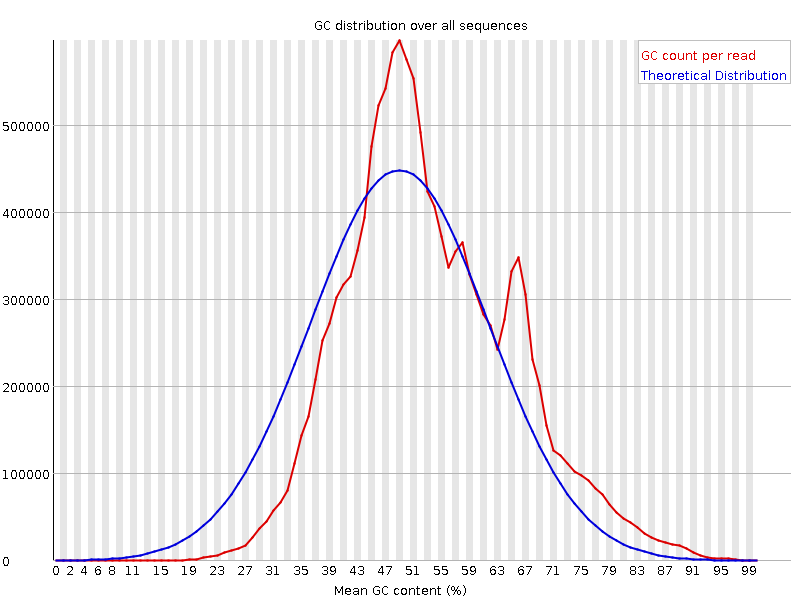 GC distribution over all sequences
GC count per read
Theoretical Distribution
500000
400000
300000
200000
100000
0
0 2 4 6 8 11 15 19 23 27 31 35 39 43 47 51 55 59 63 67 71 75 79 83 87 91 95 99
Mean GC content (%)